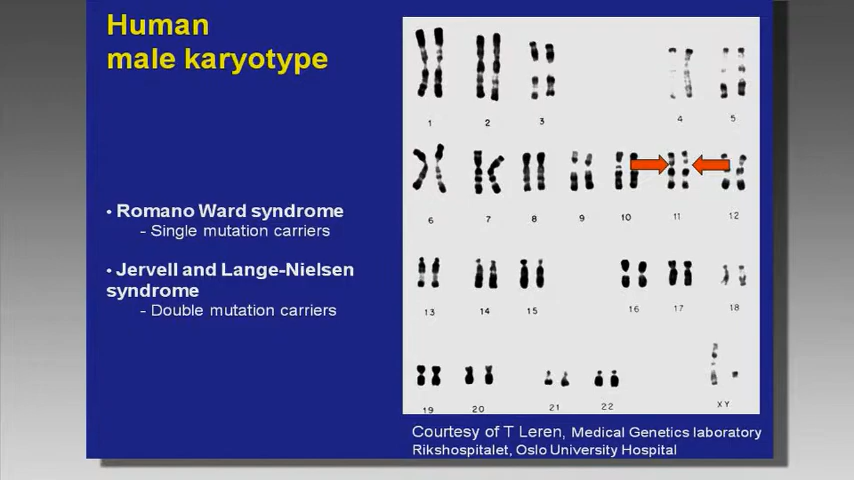 Human
male karyotype
• Romano Ward syndrome
- Single mutation carriers
• Jervell and Lange-Nielsen
syndrome
- Double mutation carriers
1 2 3 4 5
6 7 8 9 10 11 12
13 14 15 16 17 18
19 20 21 22 XY
Courtesy of T Leren, Medical Genetics laboratory
Rikshospitalet, Oslo University Hospital